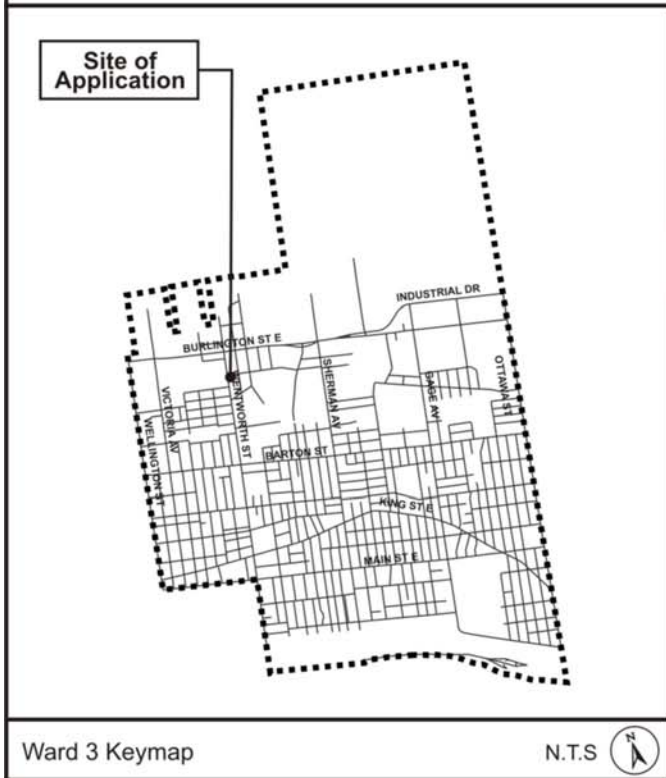 Site of
Application
INDUSTRIAL DR
BURLINGTON ST E
WELLINGTON ST
VICTORIA AV
WENTWORTH ST
SHERMAN AV
GAGE AV
OTTAWA ST
BARTON ST
KING ST E
MAIN ST E
Ward 3 Keymap
N.T.S
N